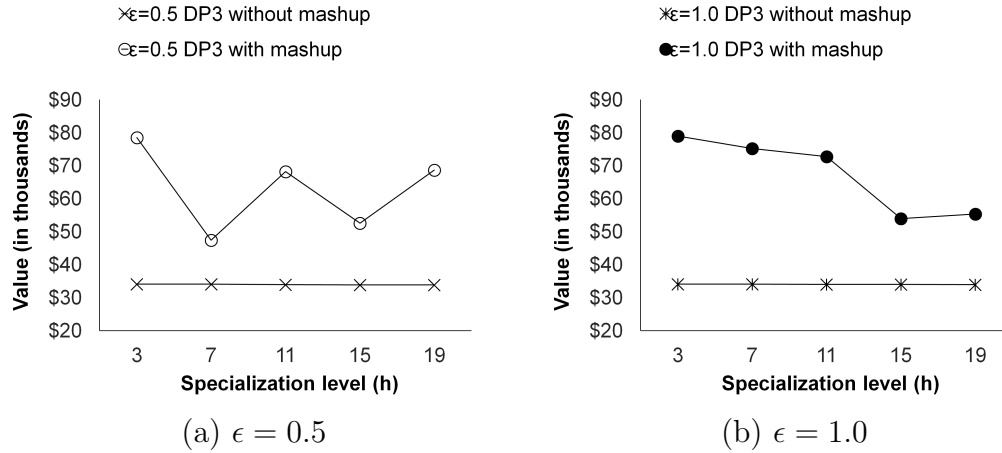 ε=0.5 DP3 without mashup
ε=0.5 DP3 with mashup
Value (in thousands)
$90
$80
$70
$60
$50
$40
$30
$20
3 7 11 15 19
Specialization level (h)
(a) ϵ = 0.5
ε=1.0 DP3 without mashup
ε=1.0 DP3 with mashup
Value (in thousands)
$90
$80
$70
$60
$50
$40
$30
$20
3 7 11 15 19
Specialization level (h)
(b) ϵ = 1.0